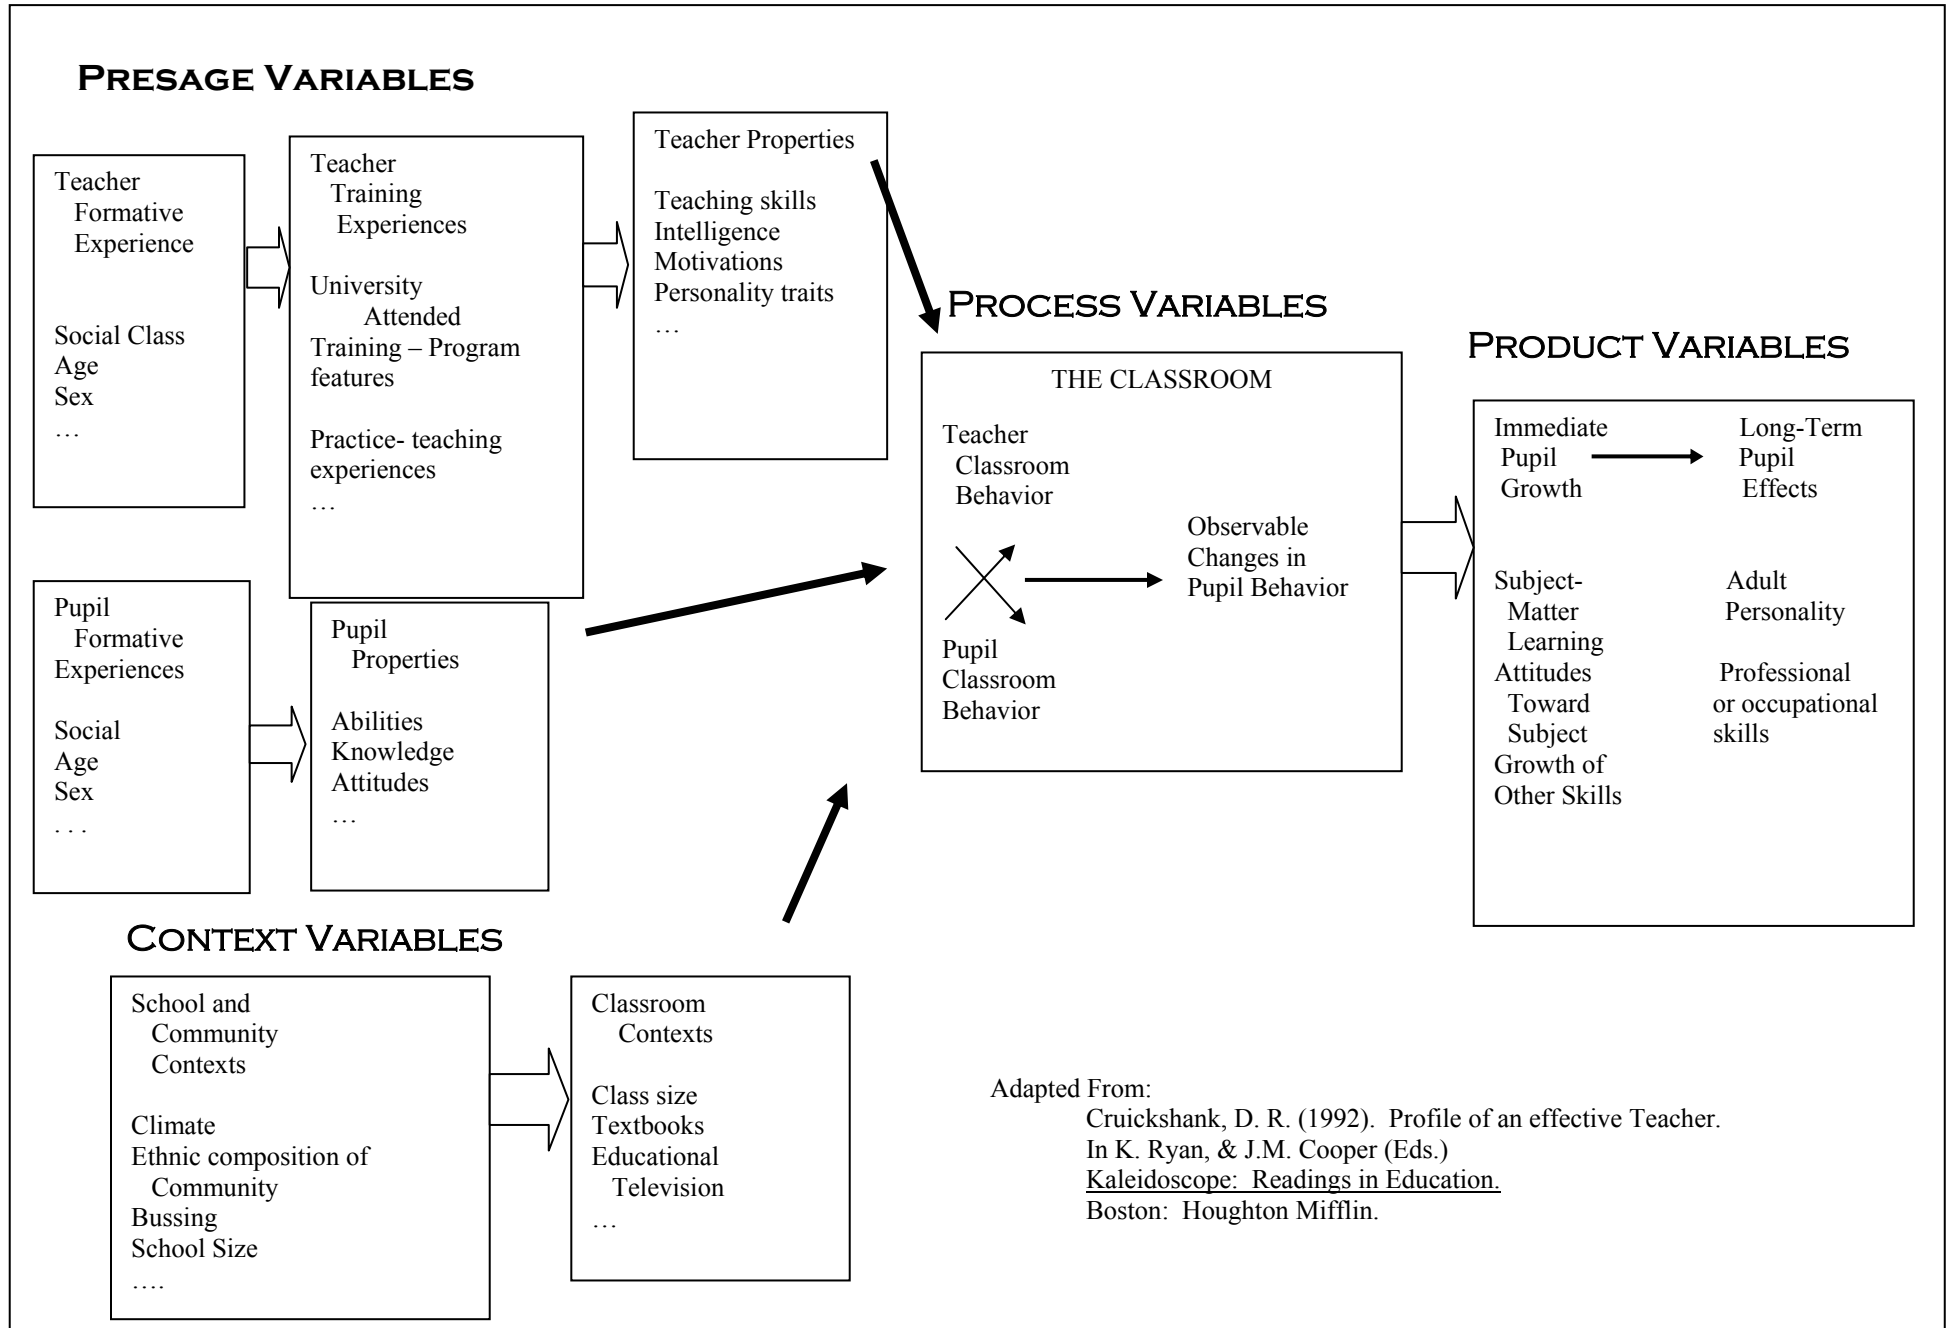 PRESAGE VARIABLES
Teacher
Formative
Experience
Social Class
Age
Sex
…
Teacher
Training
Experiences
University
Attended
Training – Program
features
Practice- teaching
experiences
…
Teacher Properties
Teaching skills
Intelligence
Motivations
Personality traits
…
Pupil
Formative
Experiences
Social
Age
Sex
. . .
Pupil
Properties
Abilities
Knowledge
Attitudes
…
PROCESS VARIABLES
THE CLASSROOM
Teacher
Classroom
Behavior
Pupil
Classroom
Behavior
Observable
Changes in
Pupil Behavior
PRODUCT VARIABLES
Immediate
Pupil
Growth
Long-Term
Pupil
Effects
Subject-
Matter
Learning
Attitudes
Toward
Subject
Growth of
Other Skills
Adult
Personality
Professional
or occupational
skills
CONTEXT VARIABLES
School and
Community
Contexts
Climate
Ethnic composition of
Community
Bussing
School Size
….
Classroom
Contexts
Class size
Textbooks
Educational
Television
…
Adapted From:
Cruickshank, D. R. (1992). Profile of an effective Teacher.
In K. Ryan, & J.M. Cooper (Eds.)
Kaleidoscope: Readings in Education.
Boston: Houghton Mifflin.